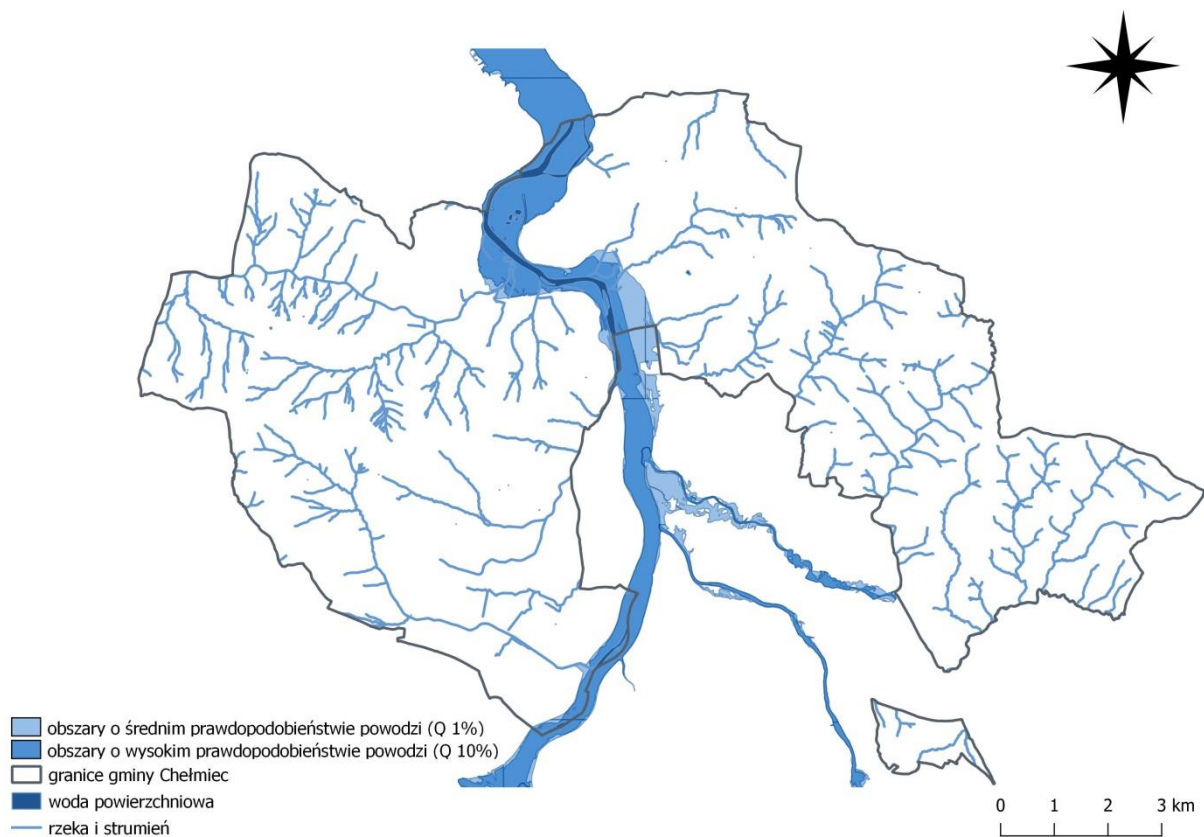 obszary o średnim prawdopodobieństwie powodzi (Q 1%)
obszary o wysokim prawdopodobieństwie powodzi (Q 10%)
granice gminy Chełmiec
woda powierzchniowa
rzeka i strumień
0 1 2 3 km